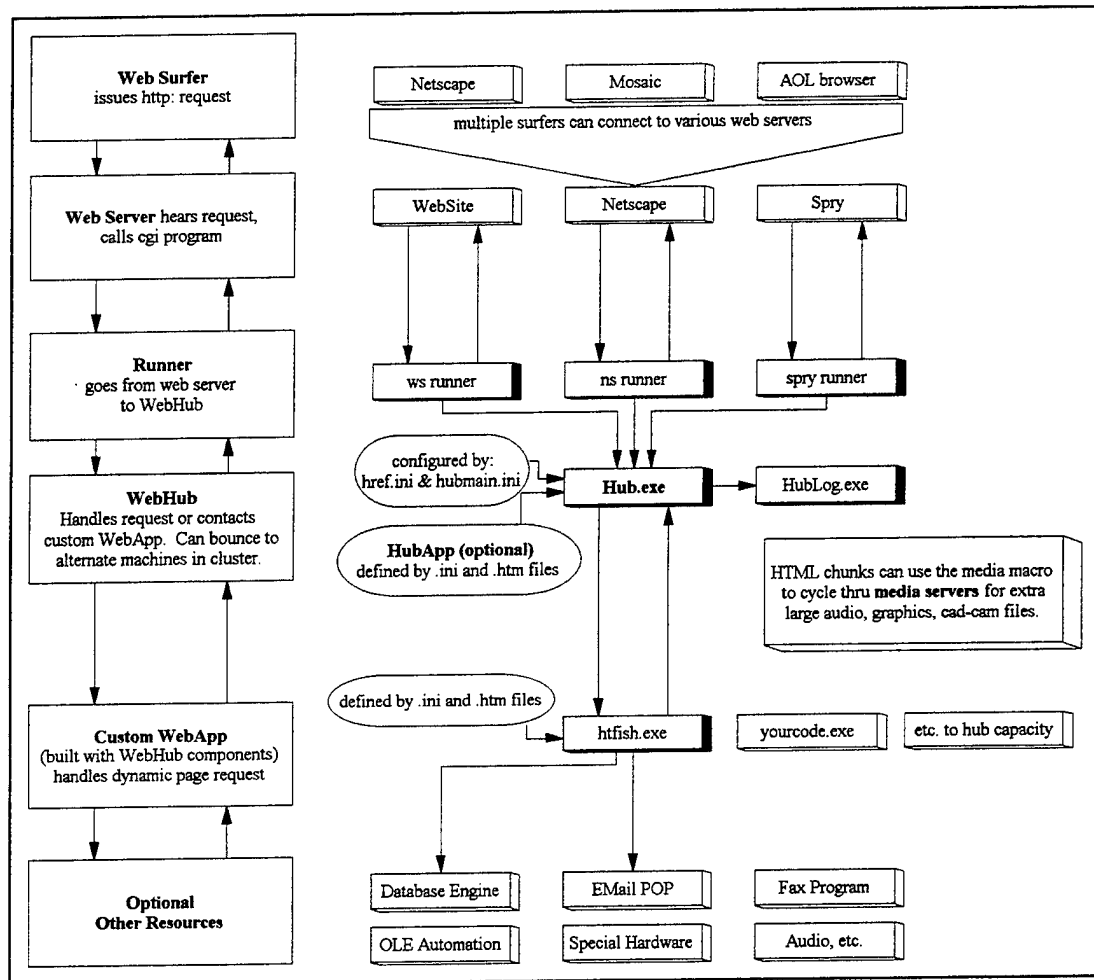 Web Surfer
issues http: request
Netscape
Mosaic
AOL browser
multiple surfers can connect to various web servers
Web Server hears request,
calls cgi program
WebSite
Netscape
Spry
Runner
goes from web server
to WebHub
ws runner
ns runner
spry runner
WebHub
Handles request or contacts
custom WebApp. Can bounce to
alternate machines in cluster.
configured by:
href.ini & hubmain.ini
Hub.exe
HubLog.exe
HubApp (optional)
defined by .ini and .htm files
HTML chunks can use the media macro
to cycle thru media servers for extra
large audio, graphics, cad-cam files.
Custom WebApp
(built with WebHub components)
handles dynamic page request
defined by .ini and .htm files
htfish.exe
yourcode.exe
etc. to hub capacity
Optional
Other Resources
Database Engine
EMail POP
Fax Program
OLE Automation
Special Hardware
Audio, etc.